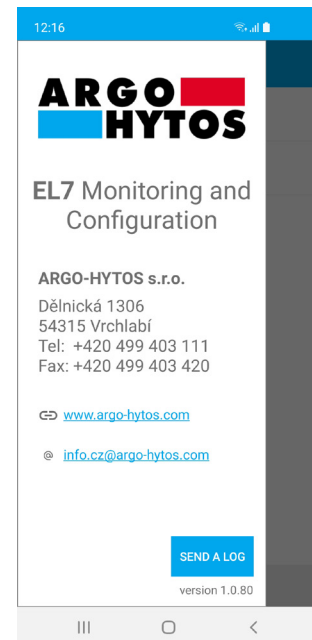 12:16
ARGO
HYTOS
EL7 Monitoring and
Configuration
ARGO-HYTOS s.r.o.
Dělnická 1306
54315 Vrchlabí
Tel: +420 499 403 111
Fax: +420 499 403 420
www.argo-hytos.com
@ info.cz@argo-hytos.com
SEND A LOG
version 1.0.80